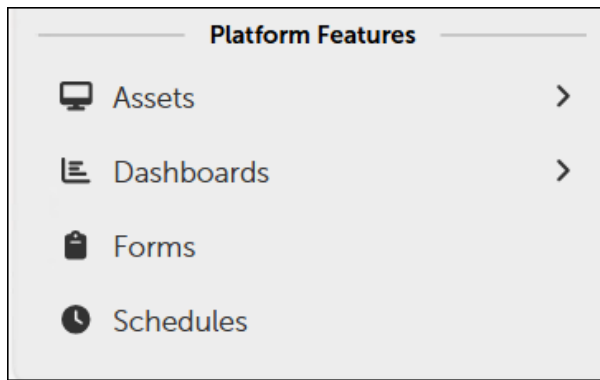 Platform Features
Assets
Dashboards
Forms
Schedules